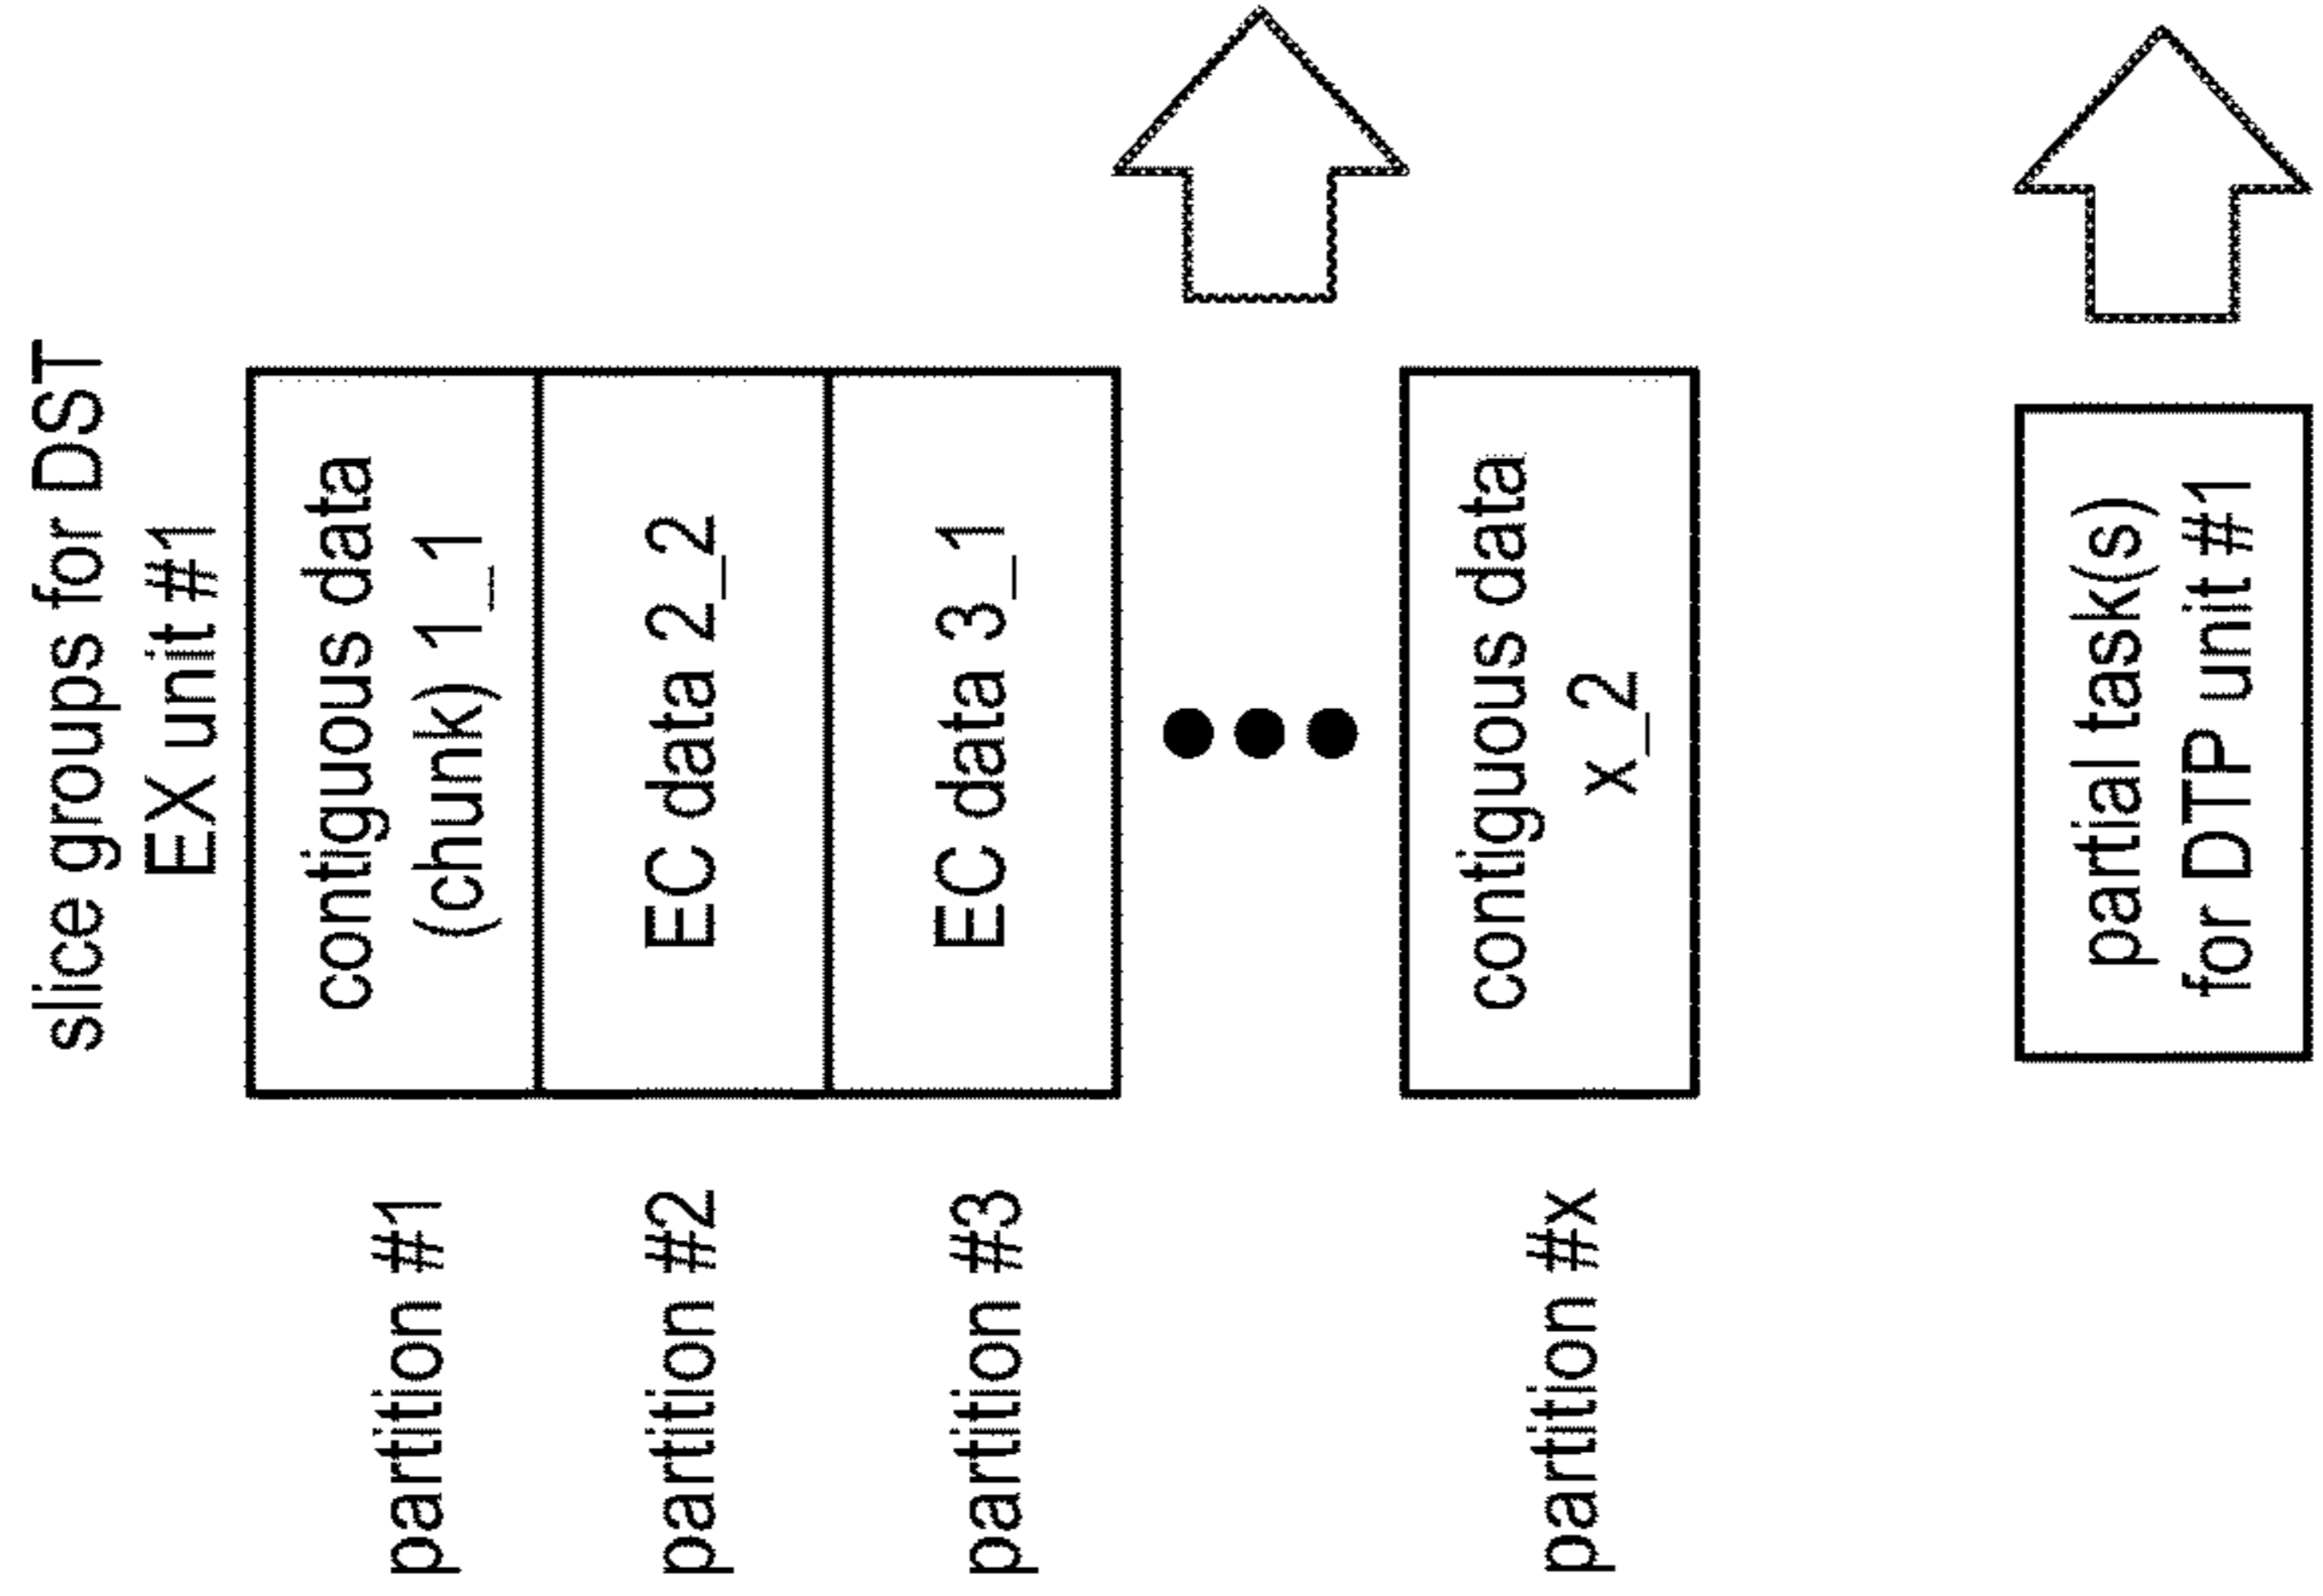 slice groups for DST
EX unit #1
partition #1
contiguous data
(chunk) 1_1
partition #2
EC data 2_2
partition #3
EC data 3_1
partition #x
contiguous data
x_2
partial task(s)
for DTP unit #1